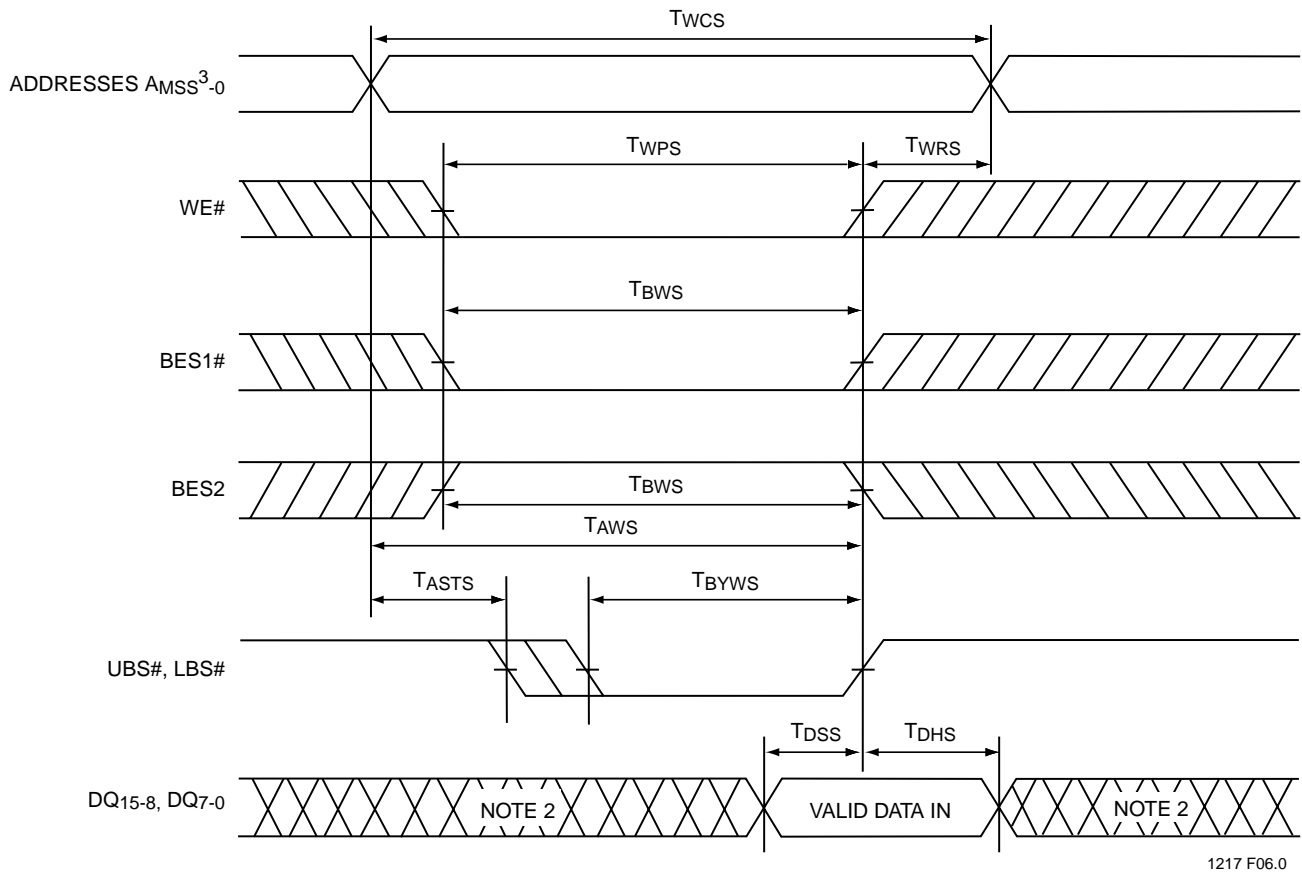 TWCS
ADDRESSES AMSS3-0
TWPS
TWRS
WE#
TBWS
BES1#
BES2
TBWS
TAWS
TASTS
TBYWS
UBS#, LBS#
TDSS
TDHS
DQ15-8, DQ7-0
NOTE 2
VALID DATA IN
NOTE 2
1217 F06.0